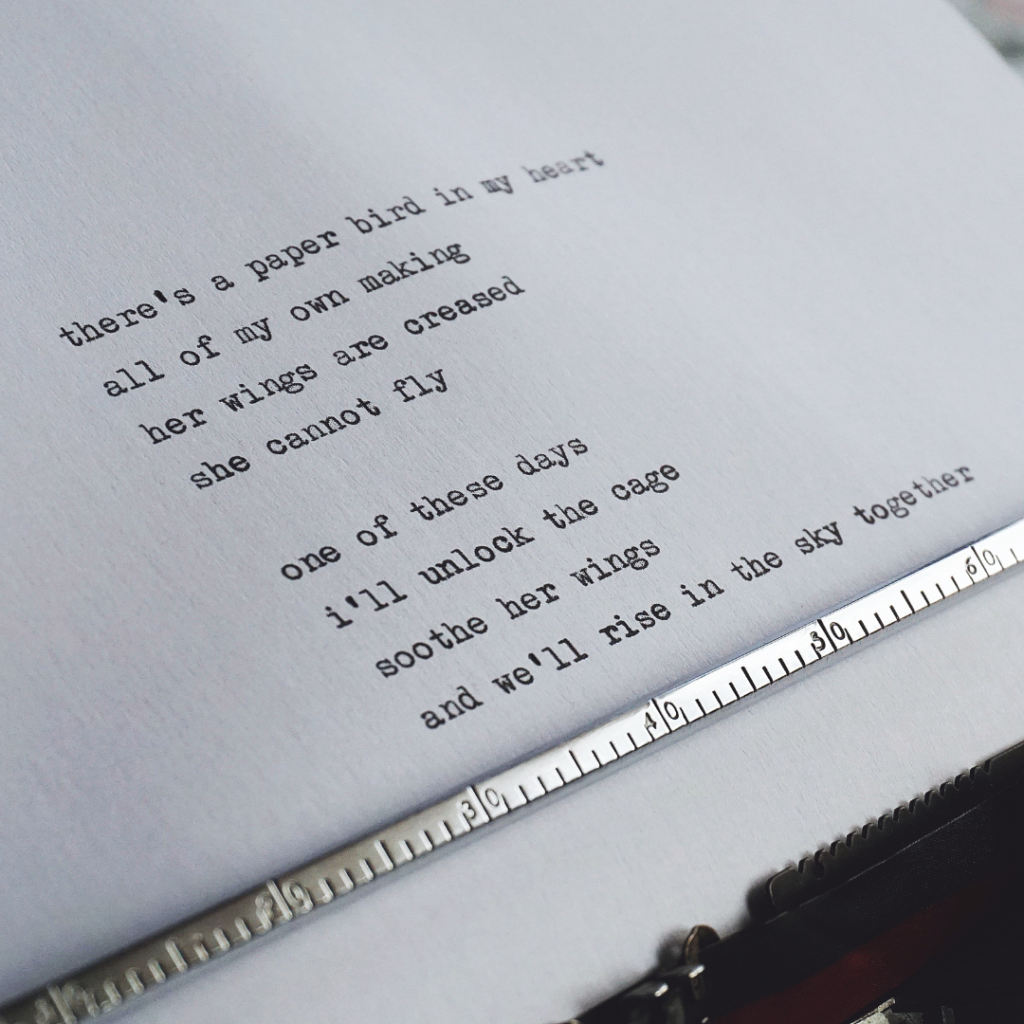 there's a paper bird in my heart
all of my own making
her wings are creased
she cannot fly
one of these days
i'll unlock the cage
soothe her wings
and we'll rise in the sky together
20 30 40 50 60